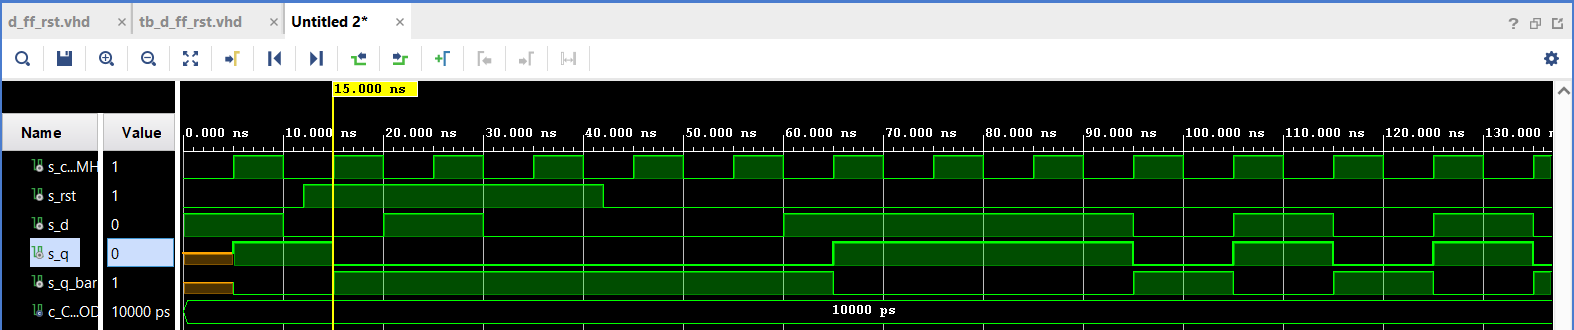 d_ff_rst.vhd × tb_d_ff_rst.vhd × Untitled 2* ×
?
15.000 ns
Name Value 0.000 ns 10.000 ns 20.000 ns 30.000 ns 40.000 ns 50.000 ns 60.000 ns 70.000 ns 80.000 ns 90.000 ns 100.000 ns 110.000 ns 120.000 ns 130.000
s_c...MH 1
s_rst 1
s_d 0
s_q 0
s_q_bar 1
c_C...OD 10000 ps 10000 ps